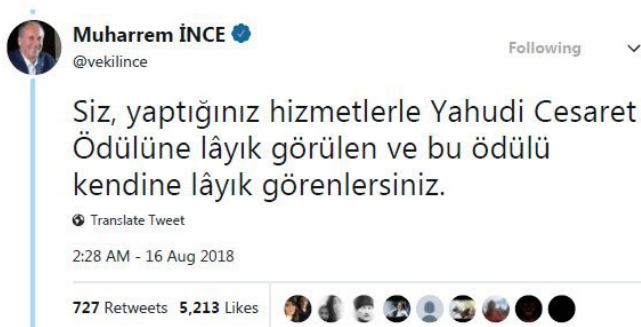 Muharrem İNCE
@vekilince
Following
Siz, yaptığınız hizmetlerle Yahudi Cesaret
Ödülüne lâyık görülen ve bu ödülü
kendine lâyık görenlersiniz.
Translate Tweet
2:28 AM - 16 Aug 2018
727 Retweets 5,213 Likes